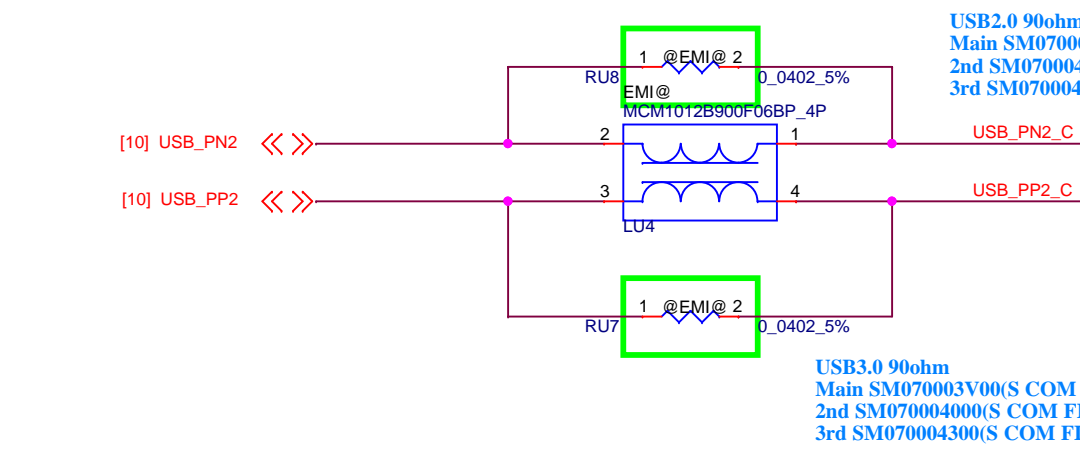 USB2.0 90ohm
Main SM07000
2nd SM070004
3rd SM070004
1 @EMI@ 2
RU8
0_0402_5%
EMI@
MCM1012B900F06BP_4P
[10] USB_PN2
2
1
USB_PN2_C
[10] USB_PP2
3
4
USB_PP2_C
LU4
1 @EMI@ 2
RU7
0_0402_5%
USB3.0 90ohm
Main SM070003V00(S COM
2nd SM070004000(S COM
3rd SM070004300(S COM